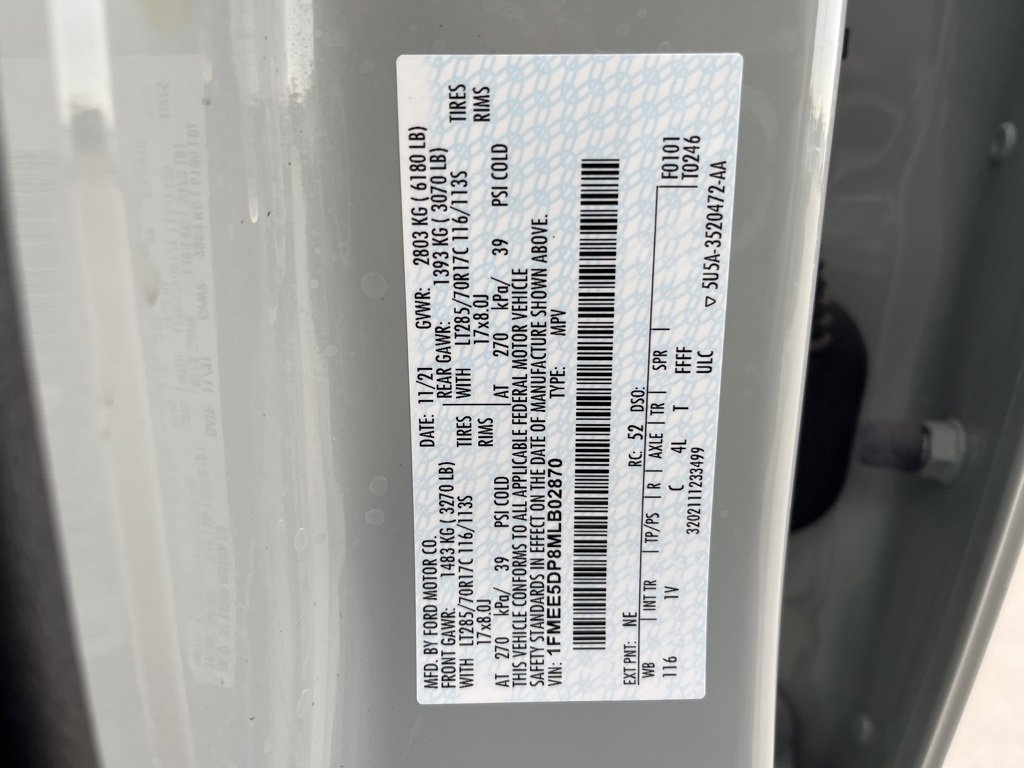 MFD. BY FORD MOTOR CO. DATE: 11/21 GVWR: 2803 KG ( 6180 LB)
FRONT GAWR: 1483 KG ( 3270 LB) REAR GAWR: 1393 KG ( 3070 LB)
WITH LT285/70R17C 116/113S TIRES WITH LT285/70R17C 116/113S TIRES
17x8.0J RIMS 17x8.0J RIMS
AT 270 kPa/ 39 PSI COLD AT 270 kPa/ 39 PSI COLD
THIS VEHICLE CONFORMS TO ALL APPLICABLE FEDERAL MOTOR VEHICLE
SAFETY STANDARDS IN EFFECT ON THE DATE OF MANUFACTURE SHOWN ABOVE.
VIN: 1FMEE5DP8MLB02870 TYPE: MPV
EXT PNT: NE RC: 52 DSO:
WB INT TR TP/PS R AXLE TR SPR F0101
116 1V C 4L T FFFF T0246
ULC
3202111233499 ▽ 5U5A-3520472-AA